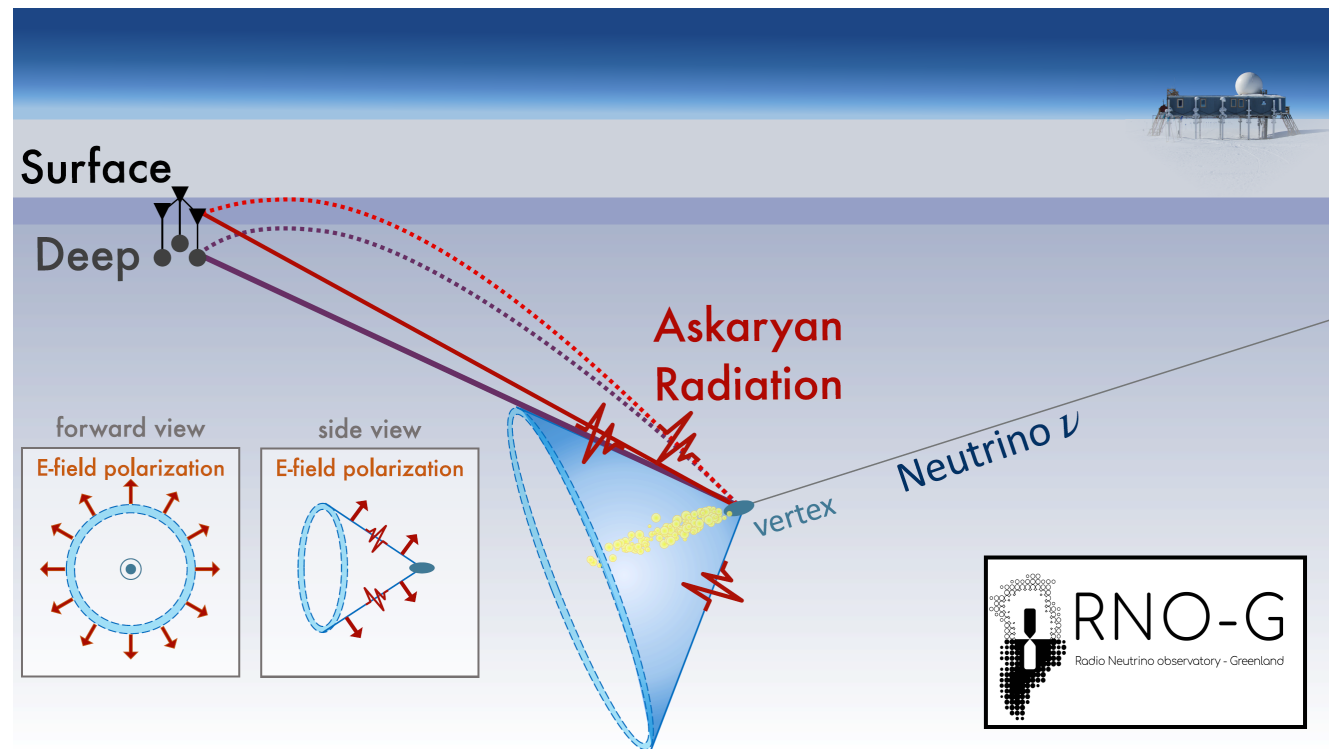 Surface
Deep
Askaryan
Radiation
Neutrino ν
vertex
forward view
E-field polarization
side view
E-field polarization
RNO-G
Radio Neutrino observatory - Greenland